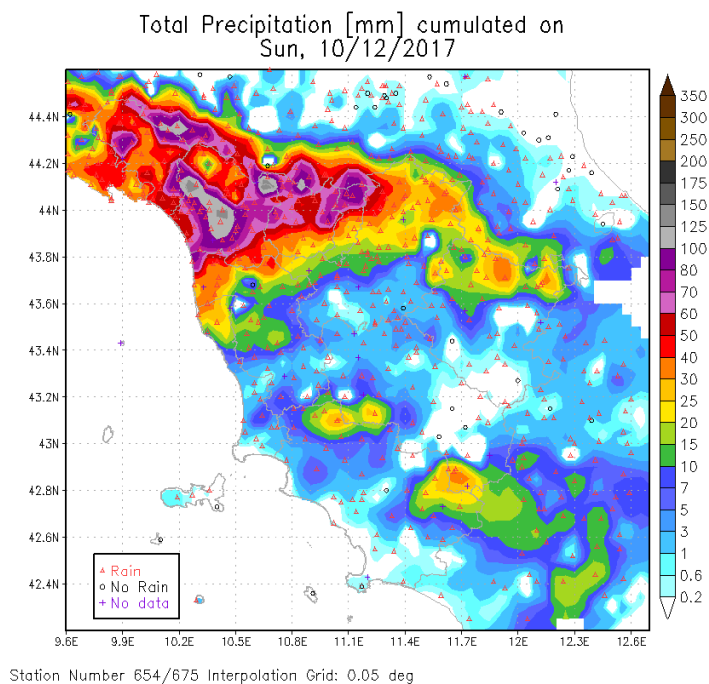 Total Precipitation [mm] cumulated on
Sun, 10/12/2017
350
300
250
200
175
150
125
100
80
70
60
50
40
30
25
20
15
10
7
5
3
1
0.6
0.2
44.4N
44.2N
44N
43.8N
43.6N
43.4N
43.2N
43N
42.8N
42.6N
42.4N
Rain
No Rain
No data
9.6E 9.9E 10.2E 10.5E 10.8E 11.1E 11.4E 11.7E 12E 12.3E 12.6E
Station Number 654/675 Interpolation Grid: 0.05 deg